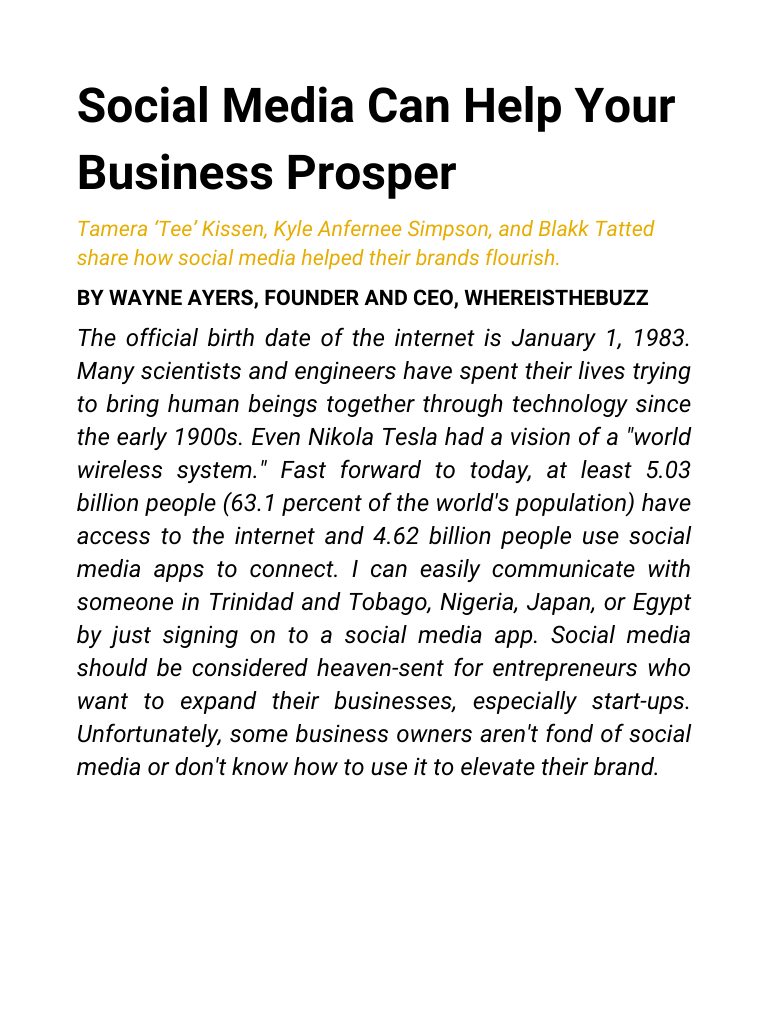 Social Media Can Help Your
Business Prosper
Tamera ‘Tee’ Kissen, Kyle Anfernee Simpson, and Blakk Tatted
share how social media helped their brands flourish.
BY WAYNE AYERS, FOUNDER AND CEO, WHEREISTHEBUZZ
The official birth date of the internet is January 1, 1983.
Many scientists and engineers have spent their lives trying
to bring human beings together through technology since
the early 1900s. Even Nikola Tesla had a vision of a "world
wireless system." Fast forward to today, at least 5.03
billion people (63.1 percent of the world's population) have
access to the internet and 4.62 billion people use social
media apps to connect. I can easily communicate with
someone in Trinidad and Tobago, Nigeria, Japan, or Egypt
by just signing on to a social media app. Social media
should be considered heaven-sent for entrepreneurs who
want to expand their businesses, especially start-ups.
Unfortunately, some business owners aren't fond of social
media or don't know how to use it to elevate their brand.